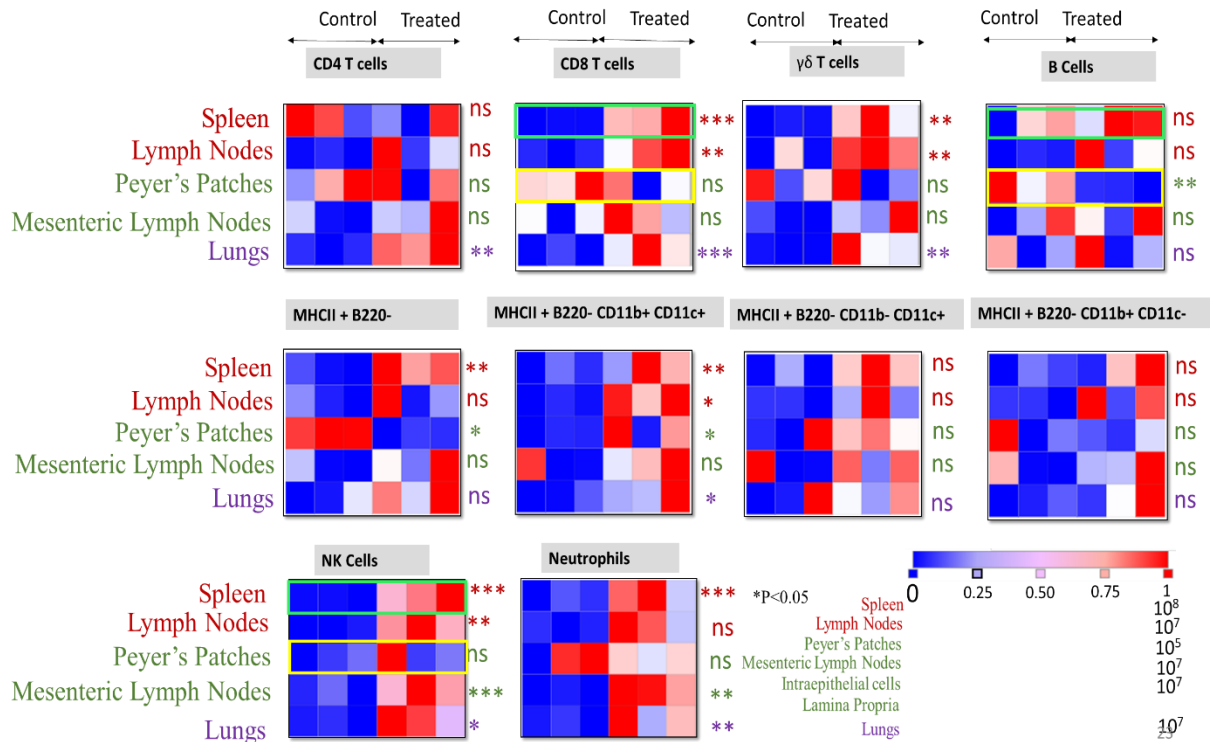 Control Treated Control Treated Control Treated Control Treated
CD4 T cells CD8 T cells γδ T cells B Cells
Spleen ns *** ** ns
Lymph Nodes ns ** ** ns
Peyer's Patches ns ns ns **
Mesenteric Lymph Nodes ns ns ns ns
Lungs ** *** ** ns
MHCII + B220- MHCII + B220- CD11b+ CD11c+ MHCII + B220- CD11b- CD11c+ MHCII + B220- CD11b+ CD11c-
Spleen ** ** ns ns
Lymph Nodes ns * ns ns
Peyer's Patches * * ns ns
Mesenteric Lymph Nodes ns ns ns ns
Lungs ns * ns ns
NK Cells Neutrophils
Spleen *** ***
Lymph Nodes ** ns
Peyer's Patches ns ns
Mesenteric Lymph Nodes *** **
Lungs * **
0 0.25 0.50 0.75 1
*P<0.05
Spleen 10⁸
Lymph Nodes 10⁷
Peyer's Patches 10⁵
Mesenteric Lymph Nodes 10⁷
Intraepithelial cells 10⁷
Lamina Propria
Lungs 10⁷